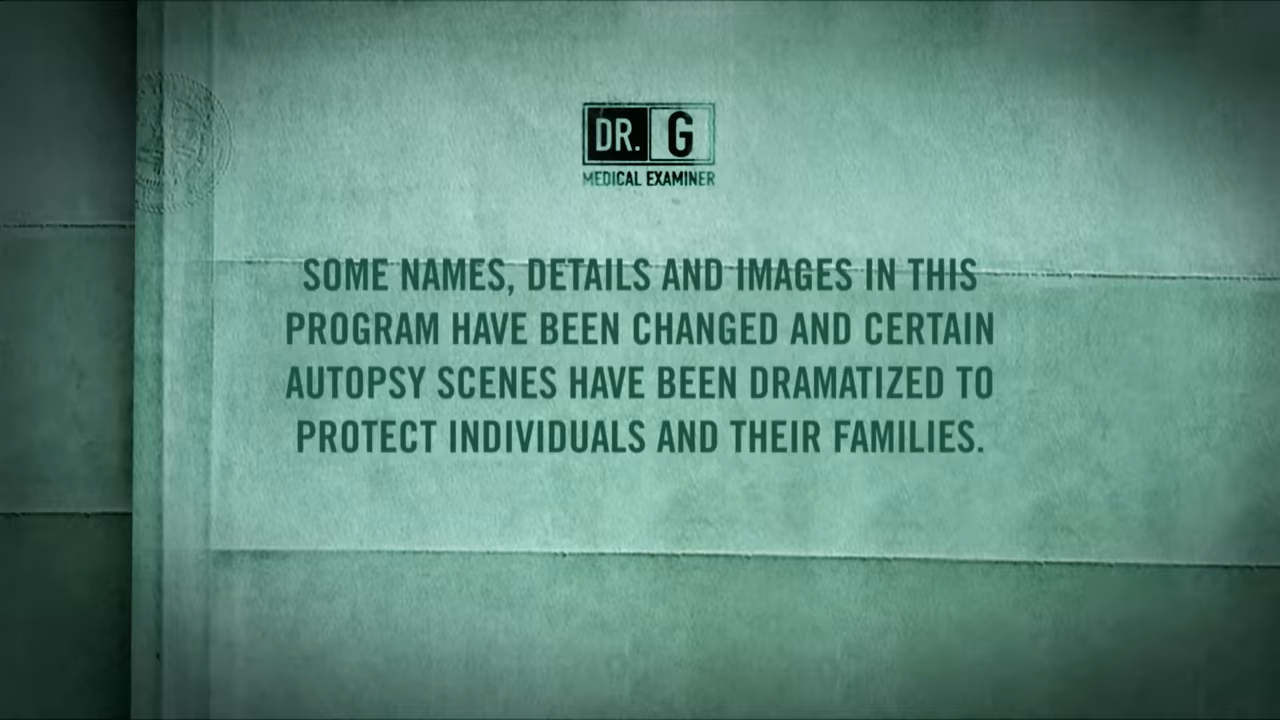 DR. G
MEDICAL EXAMINER
SOME NAMES, DETAILS AND IMAGES IN THIS
PROGRAM HAVE BEEN CHANGED AND CERTAIN
AUTOPSY SCENES HAVE BEEN DRAMATIZED TO
PROTECT INDIVIDUALS AND THEIR FAMILIES.